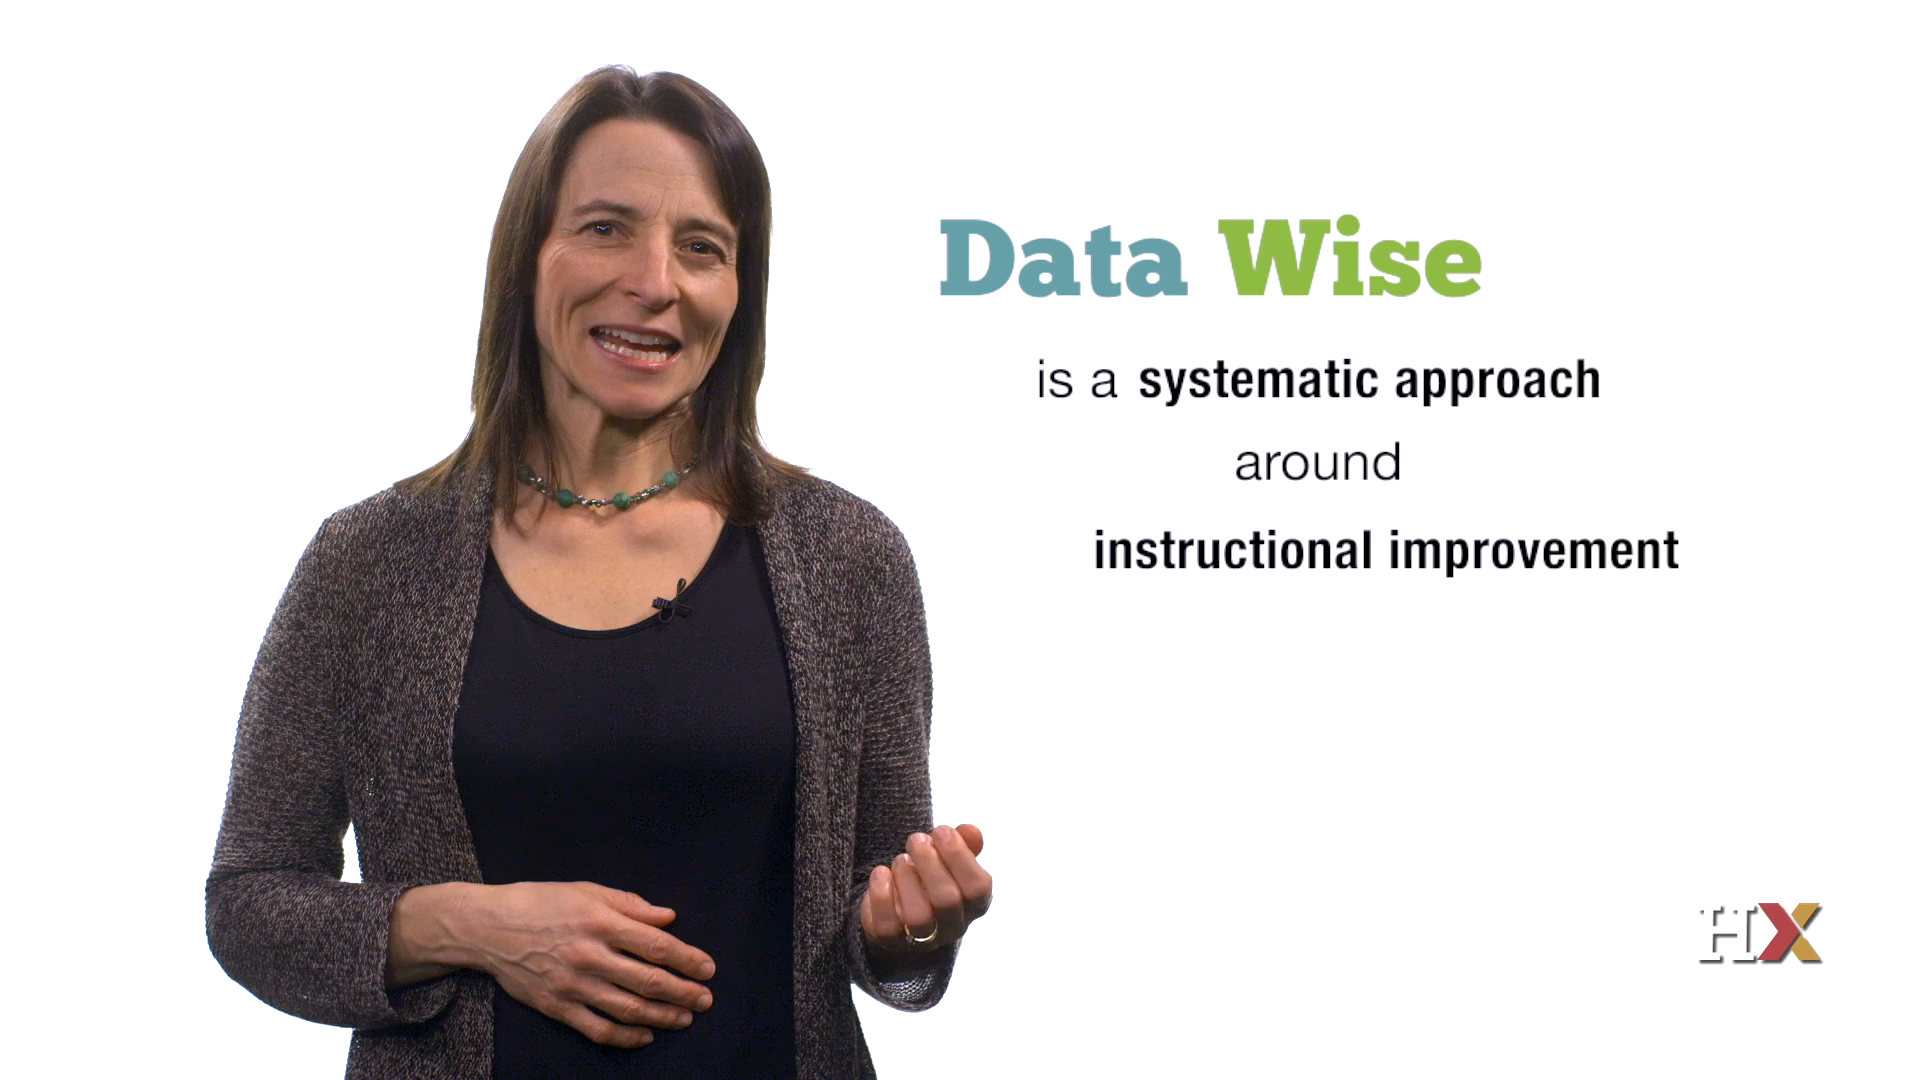 Data Wise
is a systematic approach
around
instructional improvement
HX